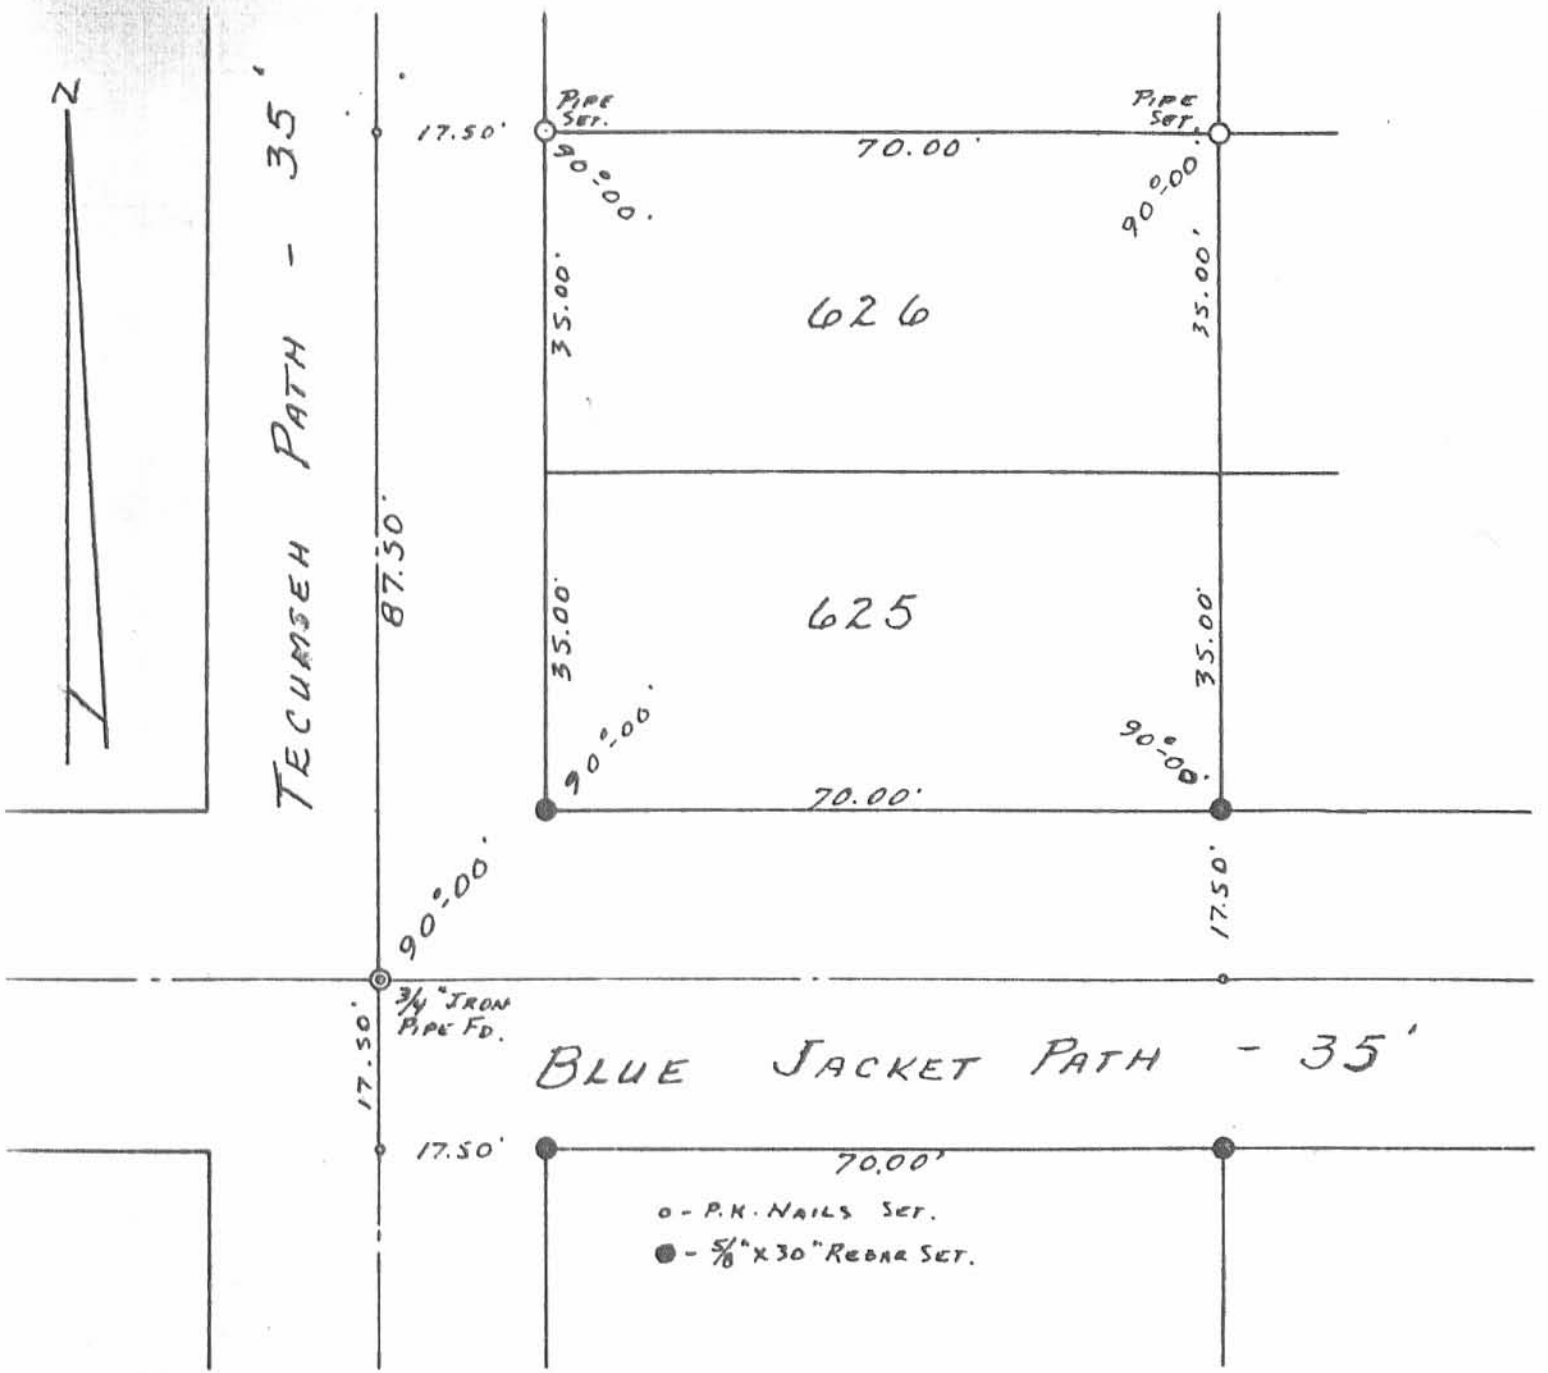 N
TECUMSEH PATH - 35'
17.50'
PIPE
SET.
70.00'
PIPE
SET.
90°-00'
90°-00'
35.00'
626
35.00'
87.50'
35.00'
625
35.00'
90°-00'
90°-00'
70.00'
90°-00'
17.50'
3/4" IRON
PIPE FD.
17.50'
BLUE JACKET PATH - 35'
17.50'
70.00'
o - P.K. NAILS SET.
● - 5/8" X 30" REBAR SET.